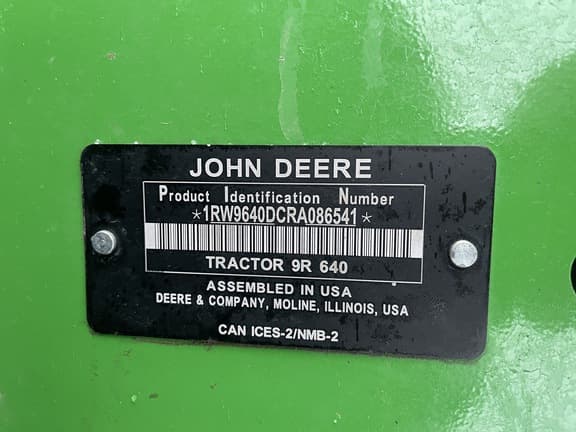 JOHN DEERE
Product Identification Number
*1RW9640DCRA086541*
TRACTOR 9R 640
ASSEMBLED IN USA
DEERE & COMPANY, MOLINE, ILLINOIS, USA
CAN ICES-2/NMB-2